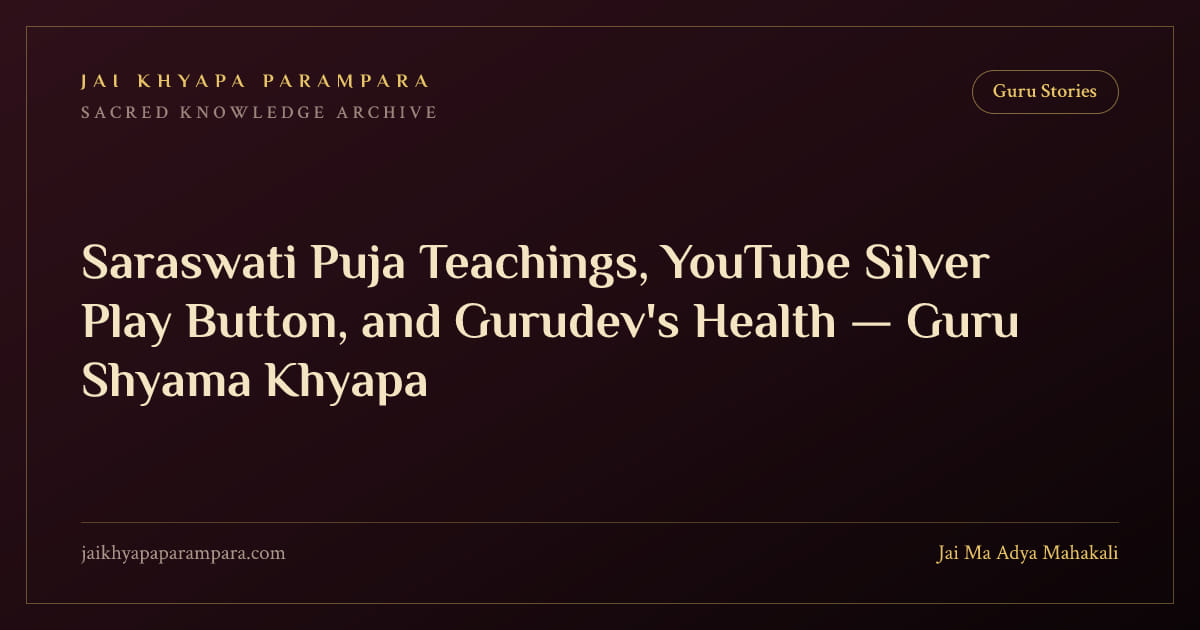 JAI KHYAPA PARAMPARA
SACRED KNOWLEDGE ARCHIVE
Guru Stories
Saraswati Puja Teachings, YouTube Silver
Play Button, and Gurudev's Health — Guru
Shyama Khyapa
jaikhyapaparampara.com
Jai Ma Adya Mahakali